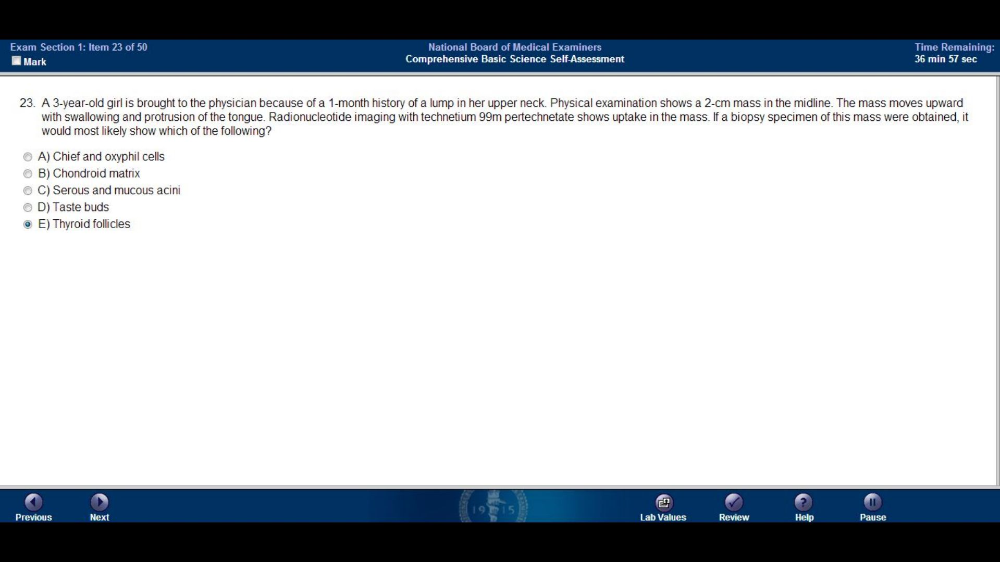 Exam Section 1: Item 23 of 50
Mark
National Board of Medical Examiners
Comprehensive Basic Science Self-Assessment
Time Remaining:
36 min 57 sec
23. A 3-year-old girl is brought to the physician because of a 1-month history of a lump in her upper neck. Physical examination shows a 2-cm mass in the midline. The mass moves upward
with swallowing and protrusion of the tongue. Radionucleotide imaging with technetium 99m pertechnetate shows uptake in the mass. If a biopsy specimen of this mass were obtained, it
would most likely show which of the following?
A) Chief and oxyphil cells
B) Chondroid matrix
C) Serous and mucous acini
D) Taste buds
E) Thyroid follicles
1915
Previous
Next
Lab Values
Review
Help
Pause